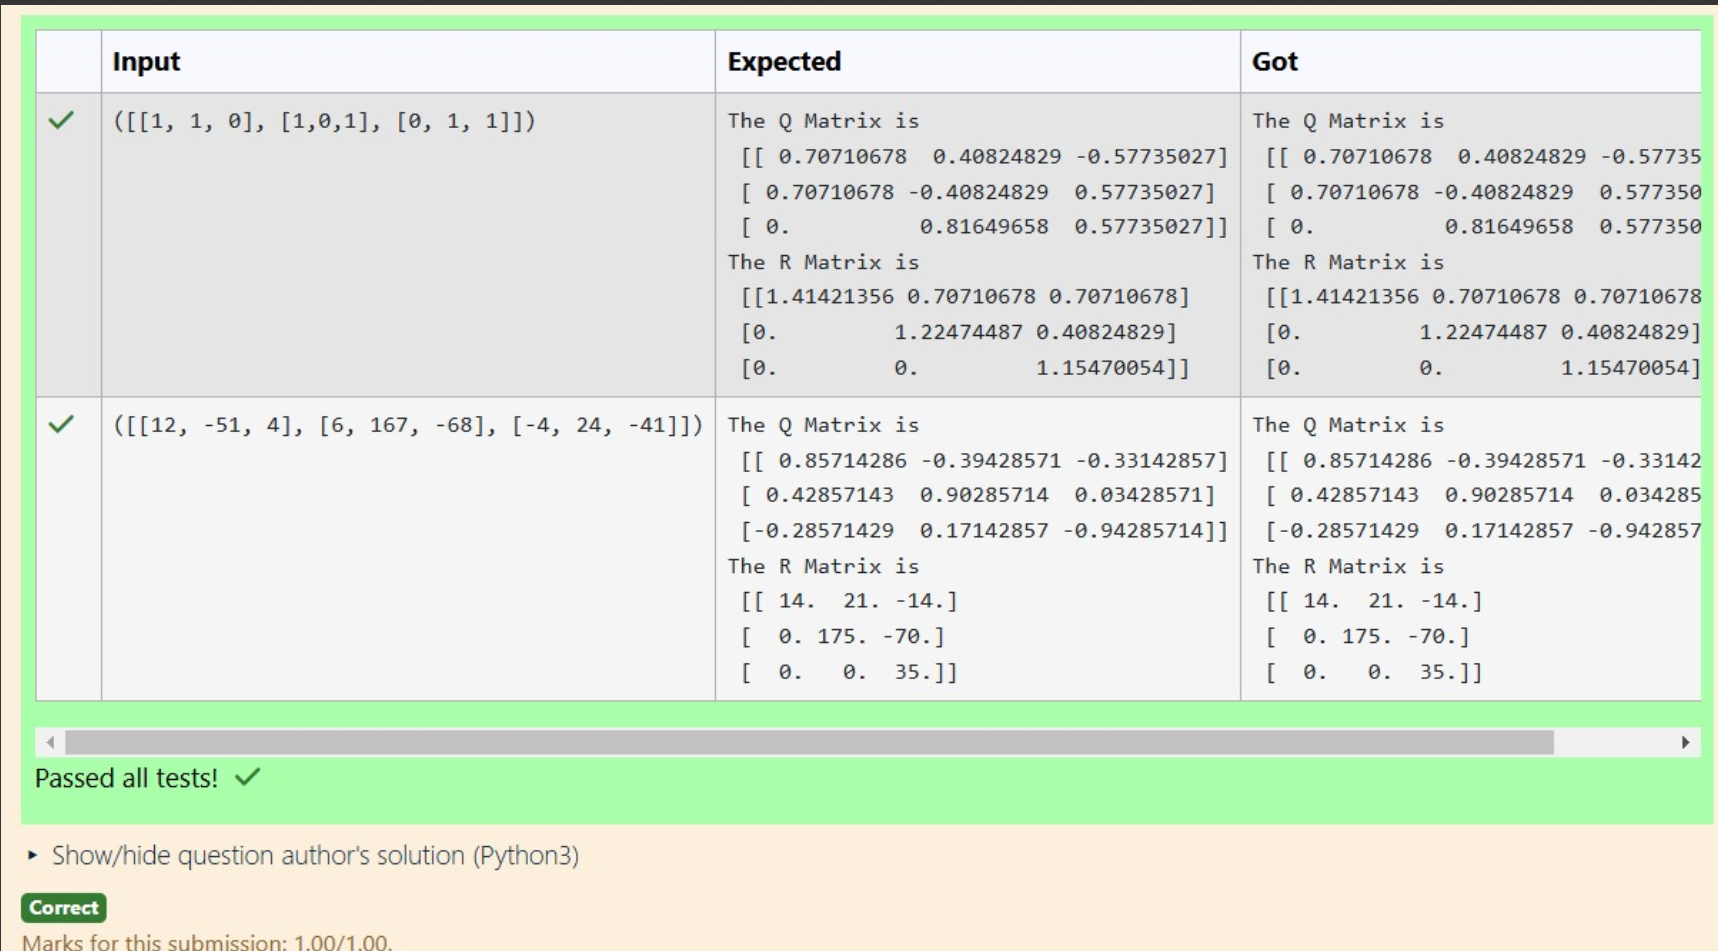 Input Expected Got
([[1, 1, 0], [1,0,1], [0, 1, 1]])
The Q Matrix is
[[ 0.70710678  0.40824829 -0.57735027]
[ 0.70710678 -0.40824829  0.57735027]
[ 0.          0.81649658  0.57735027]]
The R Matrix is
[[1.41421356 0.70710678 0.70710678]
[0.         1.22474487 0.40824829]
[0.         0.         1.15470054]]
The Q Matrix is
[[ 0.70710678  0.40824829 -0.57735
[ 0.70710678 -0.40824829  0.577350
[ 0.          0.81649658  0.577350
The R Matrix is
[[1.41421356 0.70710678 0.70710678
[0.         1.22474487 0.40824829]
[0.         0.         1.15470054]
([[12, -51, 4], [6, 167, -68], [-4, 24, -41]])
The Q Matrix is
[[ 0.85714286 -0.39428571 -0.33142857]
[ 0.42857143  0.90285714  0.03428571]
[-0.28571429  0.17142857 -0.94285714]]
The R Matrix is
[[ 14.  21. -14.]
[  0. 175. -70.]
[  0.   0.  35.]]
The Q Matrix is
[[ 0.85714286 -0.39428571 -0.33142
[ 0.42857143  0.90285714  0.034285
[-0.28571429  0.17142857 -0.942857
The R Matrix is
[[ 14.  21. -14.]
[  0. 175. -70.]
[  0.   0.  35.]]
Passed all tests!
Show/hide question author's solution (Python3)
Correct
Marks for this submission: 1.00/1.00.